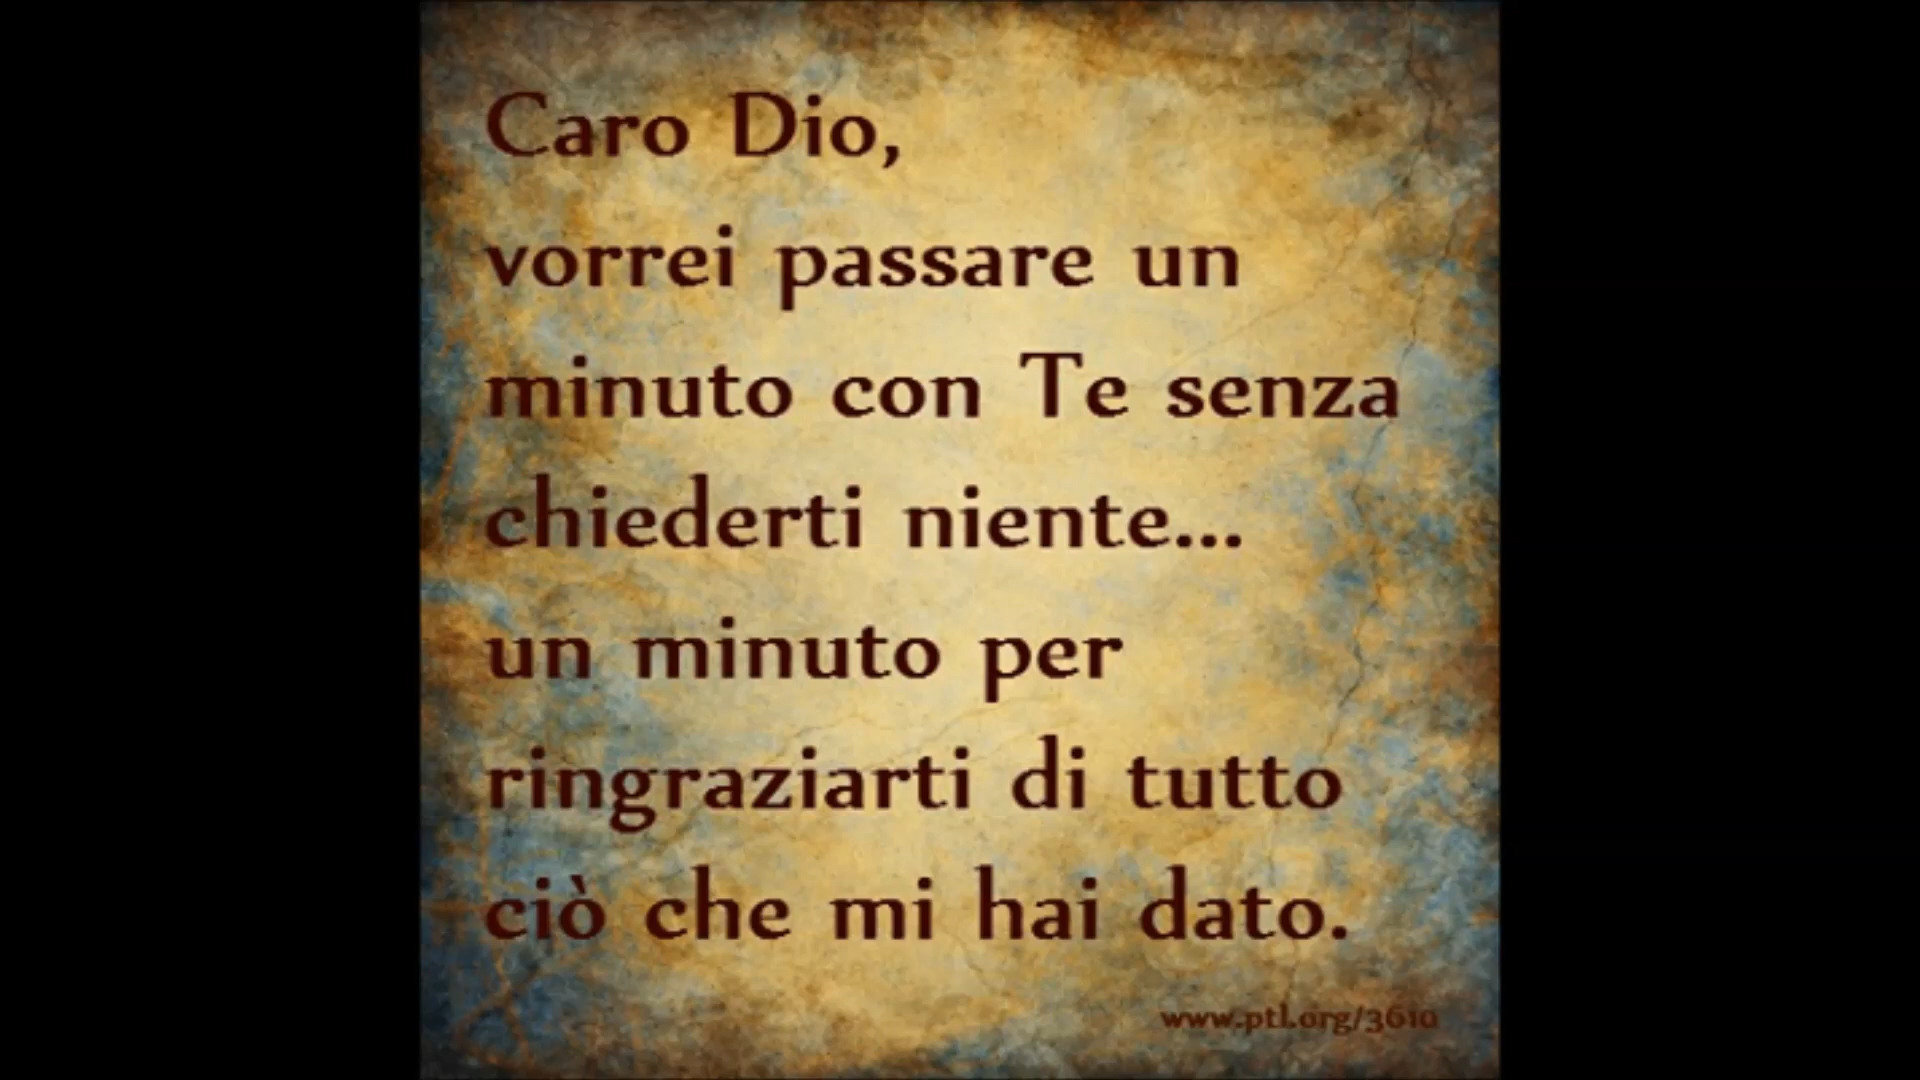 Caro Dio,
vorrei passare un
minuto con Te senza
chiederti niente...
un minuto per
ringraziarti di tutto
ciò che mi hai dato.
www.ptl.org/3610